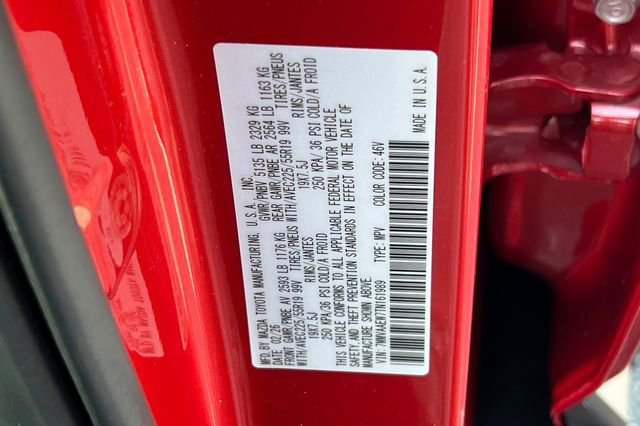 MFD. BY MAZDA TOYOTA MANUFACTURING, U.S.A. INC.
DATE: 02/26 GWR/PNBV 5135 LB 2329 KG
FRONT GAWR/PNBE AV 2593 LB 1176 KG REAR GAWR/PNBE AR 2564 LB 1163 KG
WITH/AVEC225/55R19 99V TIRES/PNEUS WITH/AVEC225/55R19 99V TIRES/PNEUS
19X7.5J RIMS/JANTES 19X7.5J RIMS/JANTES
250 KPA/36 PSI COLD/A FROID 250 KPA/36 PSI COLD/A FROID
THIS VEHICLE CONFORMS TO ALL APPLICABLE FEDERAL MOTOR VEHICLE
SAFETY, AND THEFT PREVENTION STANDARDS IN EFFECT ON THE DATE OF
MANUFACTURE SHOWN ABOVE.
TYPE: MPV COLOR CODE: 46V MADE IN U.S.A.